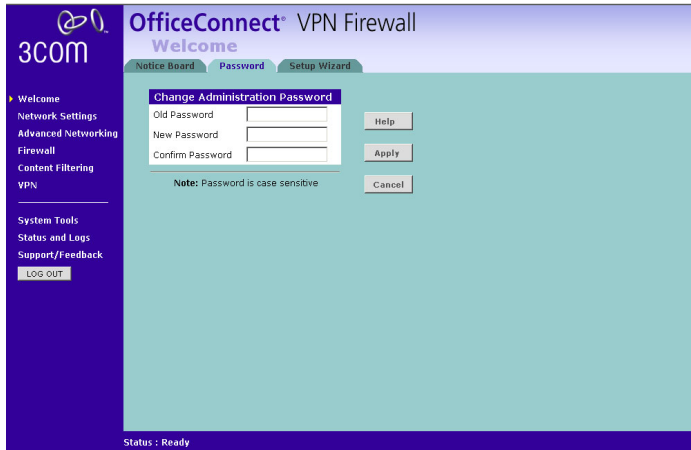 3COM
OfficeConnect® VPN Firewall
Welcome
Notice Board
Password
Setup Wizard
Welcome
Network Settings
Advanced Networking
Firewall
Content Filtering
VPN
System Tools
Status and Logs
Support/Feedback
LOG OUT
Change Administration Password
Old Password
New Password
Confirm Password
Note: Password is case sensitive
Help
Apply
Cancel
Status : Ready